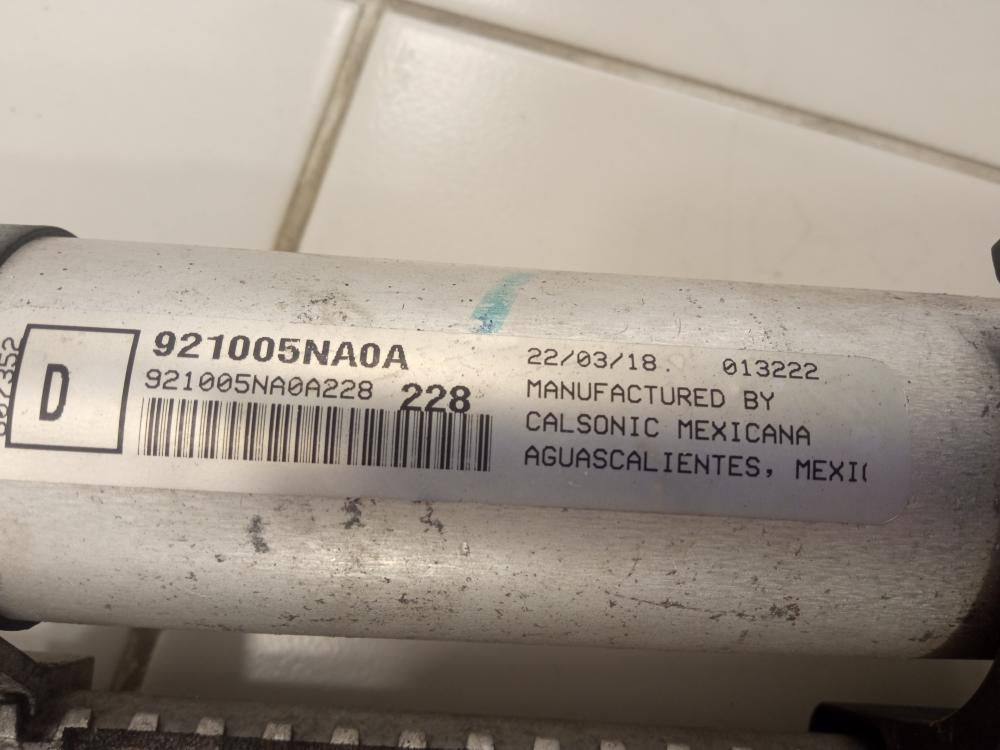 D
921005NA0A
921005NA0A228 228
22/03/18. 013222
MANUFACTURED BY
CALSONIC MEXICANA
AGUASCALIENTES, MEXI